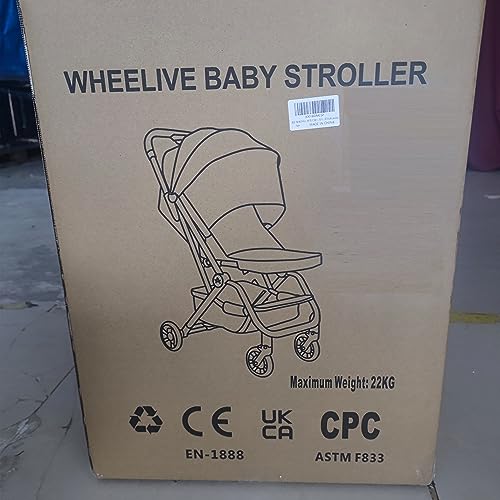 WHEELIVE BABY STROLLER
Maximum Weight: 22KG
CE UK CA CPC
EN-1888 ASTM F833